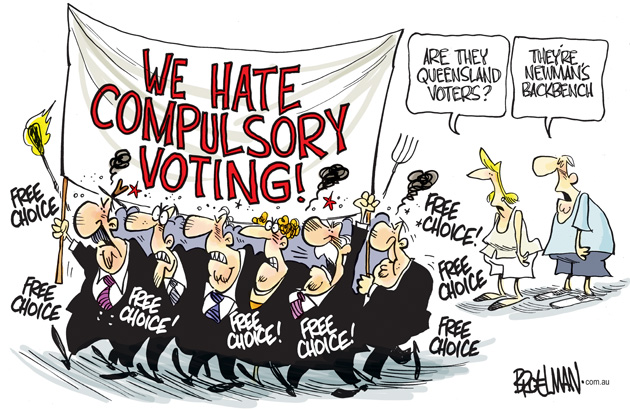 WE HATE
COMPULSORY
VOTING!
ARE THEY
QUEENSLAND
VOTERS?
THEY'RE
NEWMAN'S
BACKBENCH
FREE
CHOICE
FREE
CHOICE
FREE
CHOICE!
FREE
CHOICE!
FREE
CHOICE!
FREE
CHOICE!
FREE
CHOICE
FREE
CHOICE
BROELMAN.com.au